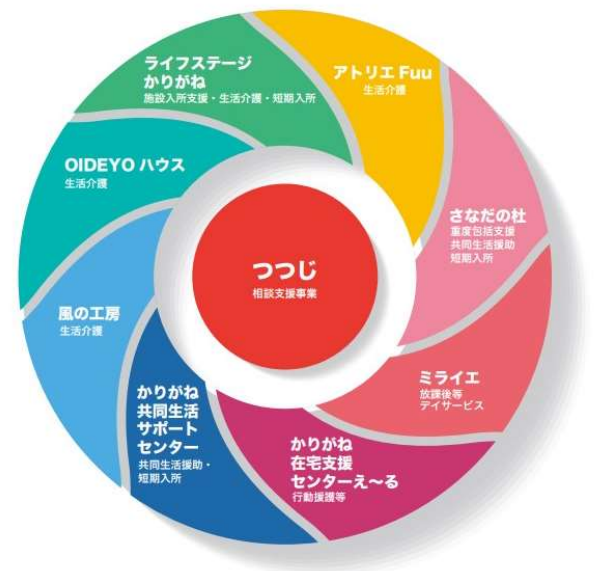 ライフステージ
かりがね
施設入所支援・生活介護・短期入所
アトリエ Fuu
生活介護
さなだの杜
重度包括支援
共同生活援助
短期入所
ミライエ
放課後等
デイサービス
かりがね
在宅支援
センターえ〜る
行動援護等
かりがね
共同生活
サポート
センター
共同生活援助・
短期入所
風の工房
生活介護
OIDEYO ハウス
生活介護
つつじ
相談支援事業